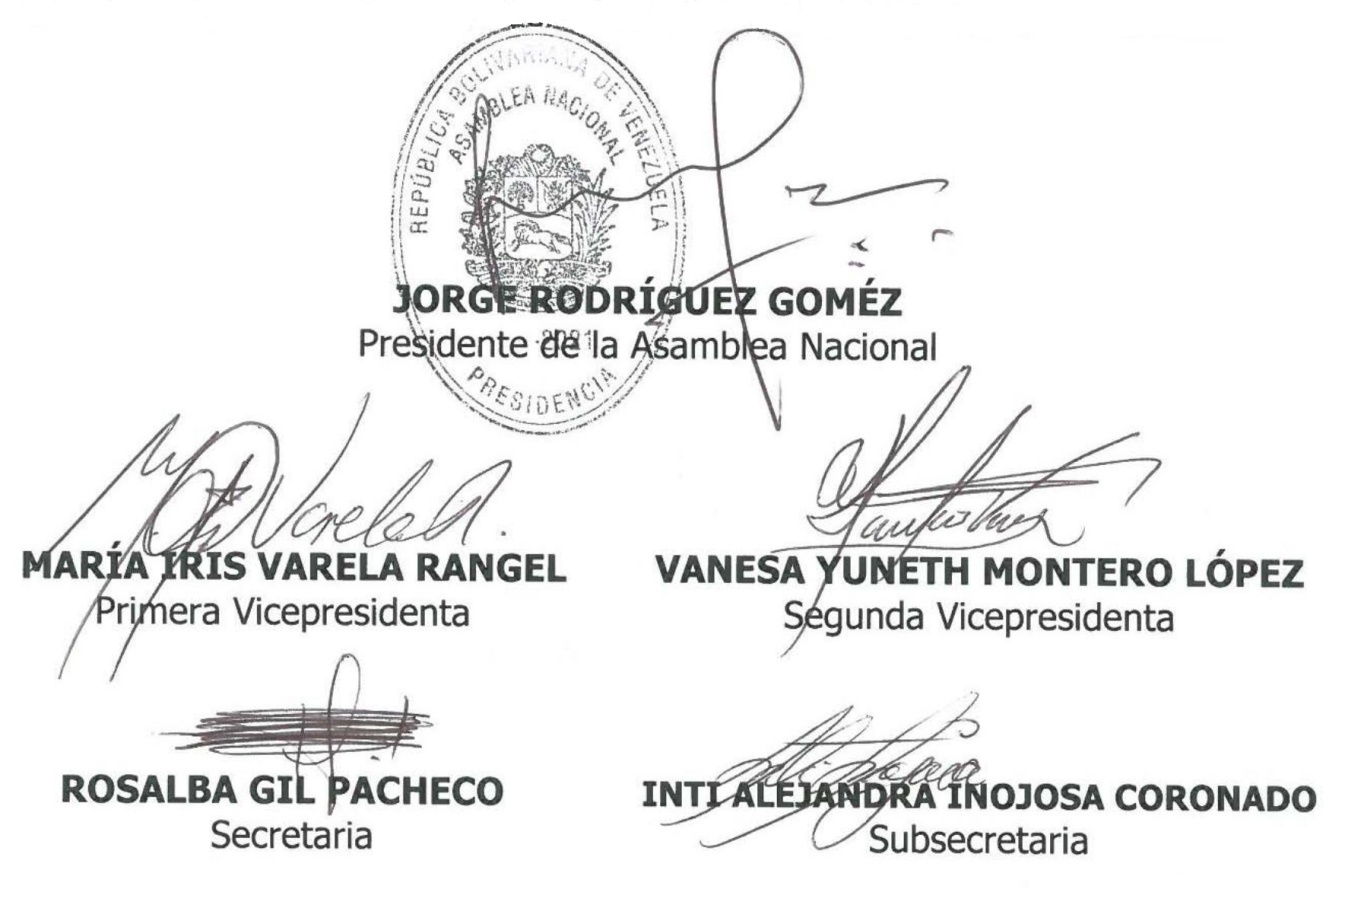 REPÚBLICA BOLIVARIANA DE VENEZUELA
ASAMBLEA NACIONAL
JORGE RODRÍGUEZ GOMÉZ
Presidente de la Asamblea Nacional
PRESIDENCIA
MARÍA IRIS VARELA RANGEL
Primera Vicepresidenta
VANESA YUNETH MONTERO LÓPEZ
Segunda Vicepresidenta
ROSALBA GIL PACHECO
Secretaria
INTI ALEJANDRA INOJOSA CORONADO
Subsecretaria